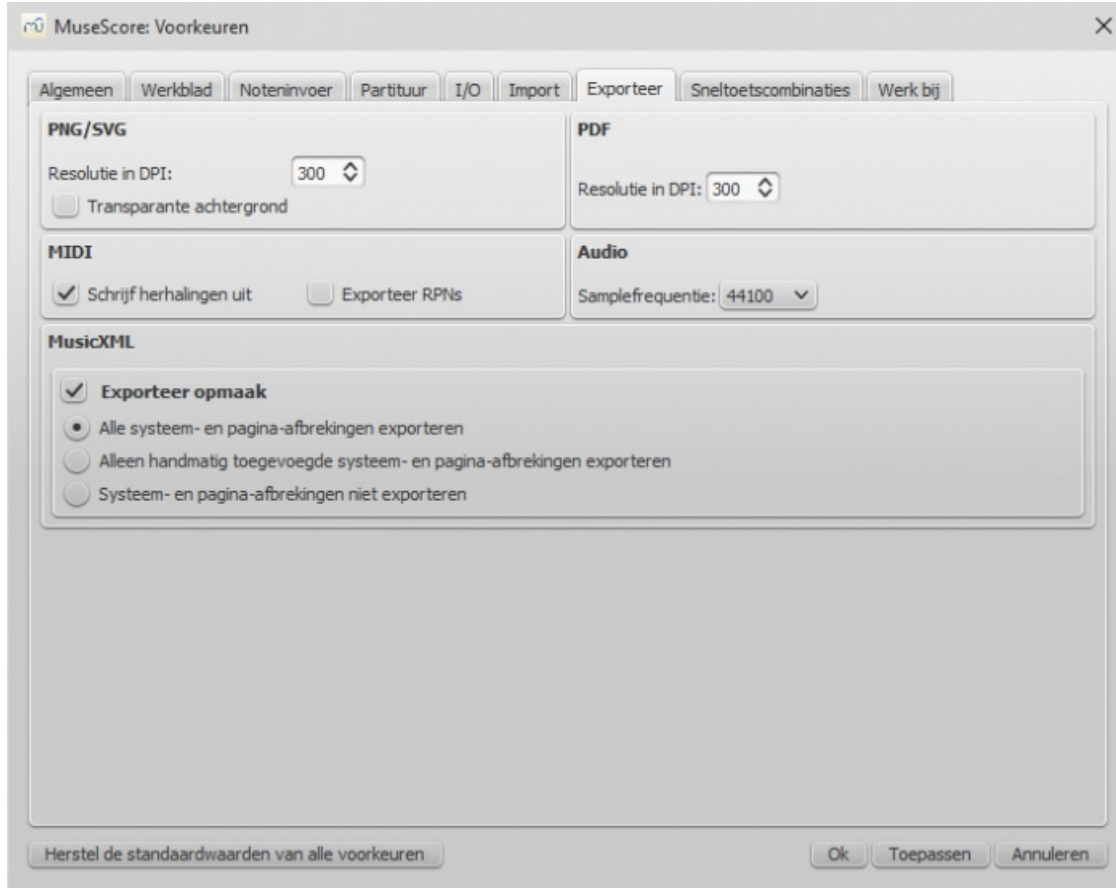 MuseScore: Voorkeuren
Algemeen Werkblad Noteninvoer Partituur I/O Import Exporteer Sneltoetscombinaties Werk bij
PNG/SVG
Resolutie in DPI: 300
Transparante achtergrond
PDF
Resolutie in DPI: 300
MIDI
Schrijf herhalingen uit Exporteer RPNs
Audio
Samplefrequentie: 44100
MusicXML
Exporteer opmaak
Alle systeem- en pagina-afbrekingen exporteren
Alleen handmatig toegevoegde systeem- en pagina-afbrekingen exporteren
Systeem- en pagina-afbrekingen niet exporteren
Herstel de standaardwaarden van alle voorkeuren Ok Toepassen Annuleren